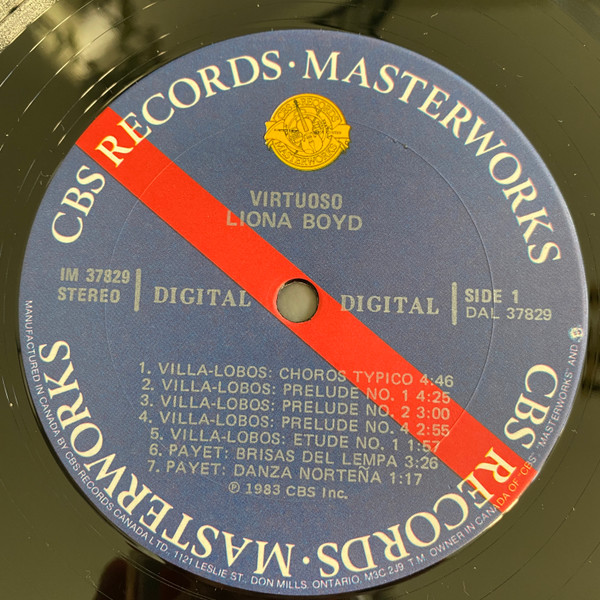 CBS RECORDS · MASTERWORKS
CBS RECORDS · MASTERWORKS
CBS RECORDS
MASTERWORKS
VIRTUOSO
LIONA BOYD
IM 37829
STEREO
DIGITAL
DIGITAL
SIDE 1
DAL 37829
1. VILLA-LOBOS: CHOROS TYPICO 4:46
2. VILLA-LOBOS: PRELUDE NO. 1 4:25
3. VILLA-LOBOS: PRELUDE NO. 2 3:00
4. VILLA-LOBOS: PRELUDE NO. 4 2:55
5. VILLA-LOBOS: ETUDE NO. 1 1:57
6. PAYET: BRISAS DEL LEMPA 3:26
7. PAYET: DANZA NORTEÑA 1:17
℗ 1983 CBS Inc.
MANUFACTURED IN CANADA BY CBS RECORDS CANADA LTD., 1121 LESLIE ST., DON MILLS, ONTARIO, M3C 2J9 T.M. OWNER IN CANADA OF "CBS", "MASTERWORKS" AND